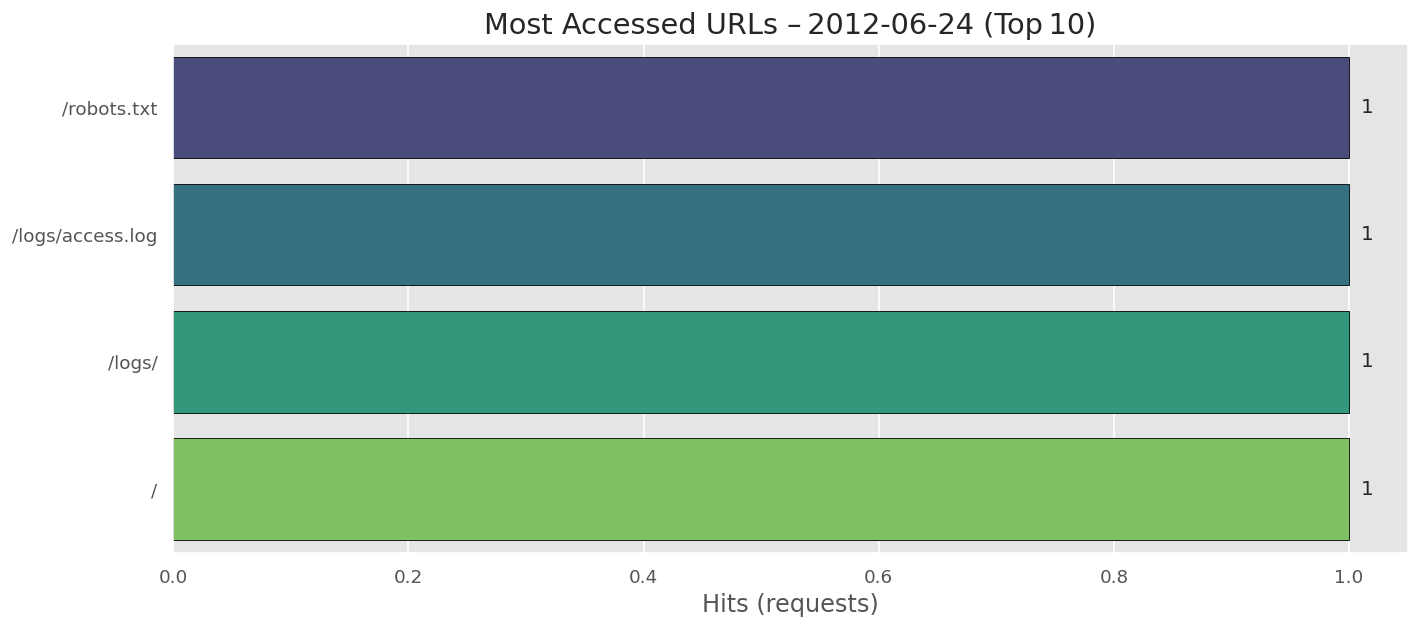 Most Accessed URLs – 2012-06-24 (Top 10)
/robots.txt
1
/logs/access.log
1
/logs/
1
/
1
0.0 0.2 0.4 0.6 0.8 1.0
Hits (requests)